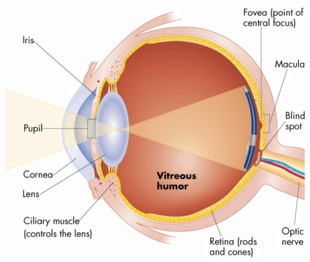 Fovea (point of
central focus)
Iris
Macula
Blind
spot
Pupil
Cornea
Lens
Vitreous
humor
Ciliary muscle
(controls the lens)
Retina (rods
and cones)
Optic
nerve